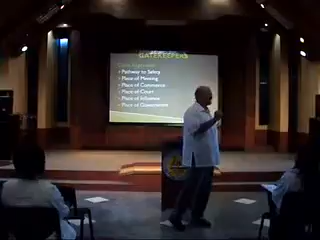 GATEKEEPERS
Pathway to Safety
Place of Meeting
Place of Commerce
Place of Court
Place of Influence
Place of Government